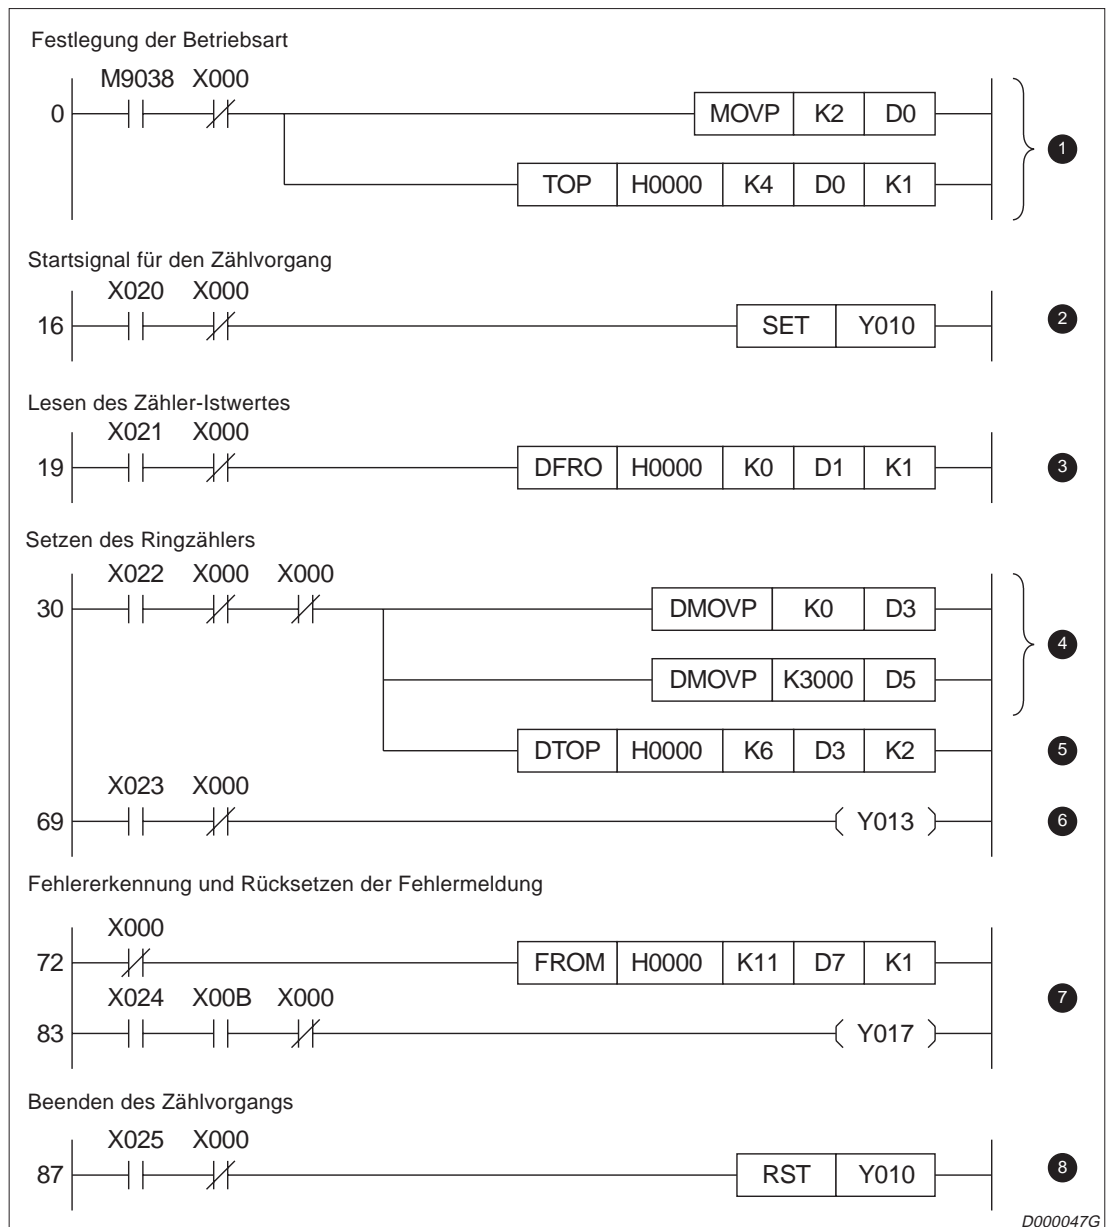 Festlegung der Betriebsart
M9038 X000
0 MOVP K2 D0
1
TOP H0000 K4 D0 K1
Startsignal für den Zählvorgang
X020 X000
16 SET Y010 2
Lesen des Zähler-Istwertes
X021 X000
19 DFRO H0000 K0 D1 K1 3
Setzen des Ringzählers
X022 X000 X000
30 DMOVP K0 D3
4
DMOVP K3000 D5
DTOP H0000 K6 D3 K2 5
X023 X000
69 Y013 6
Fehlererkennung und Rücksetzen der Fehlermeldung
X000
72 FROM H0000 K11 D7 K1
X024 X00B X000 7
83 Y017
Beenden des Zählvorgangs
X025 X000
87 RST Y010 8
D000047G